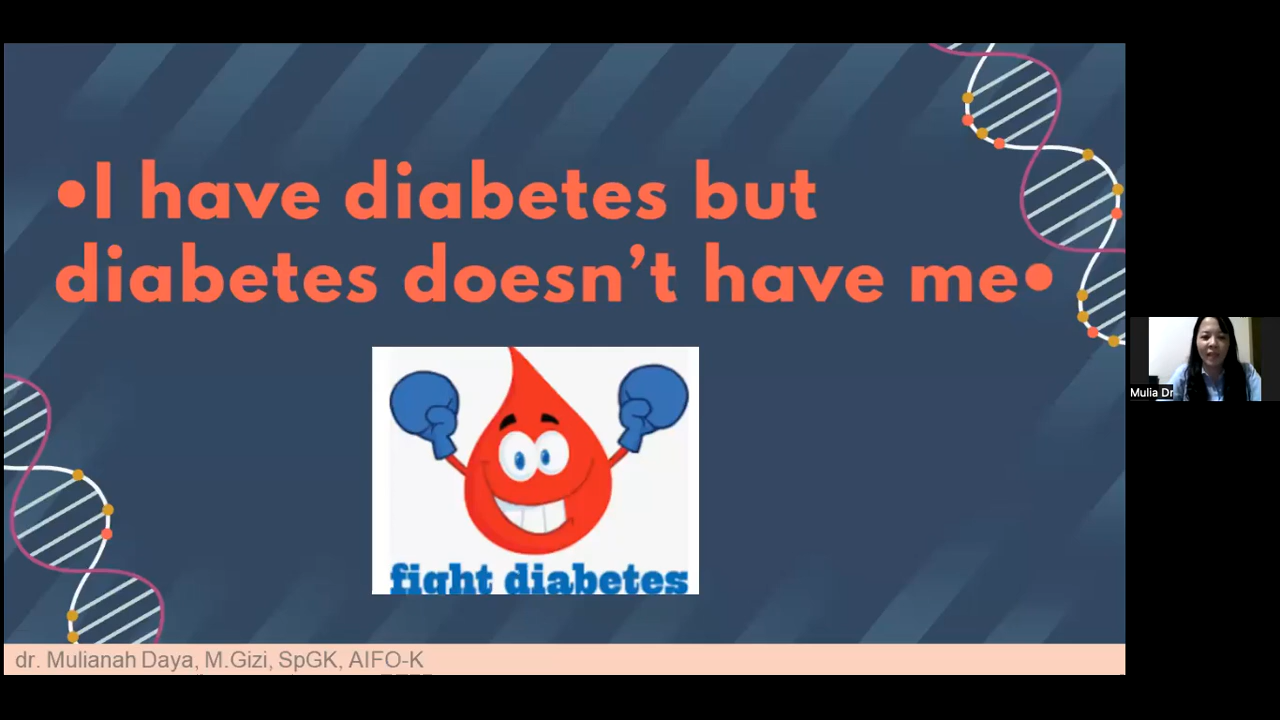 •I have diabetes but
diabetes doesn’t have me•
fight diabetes
dr. Mulianah Daya, M.Gizi, SpGK, AIFO-K
Mulia Dr